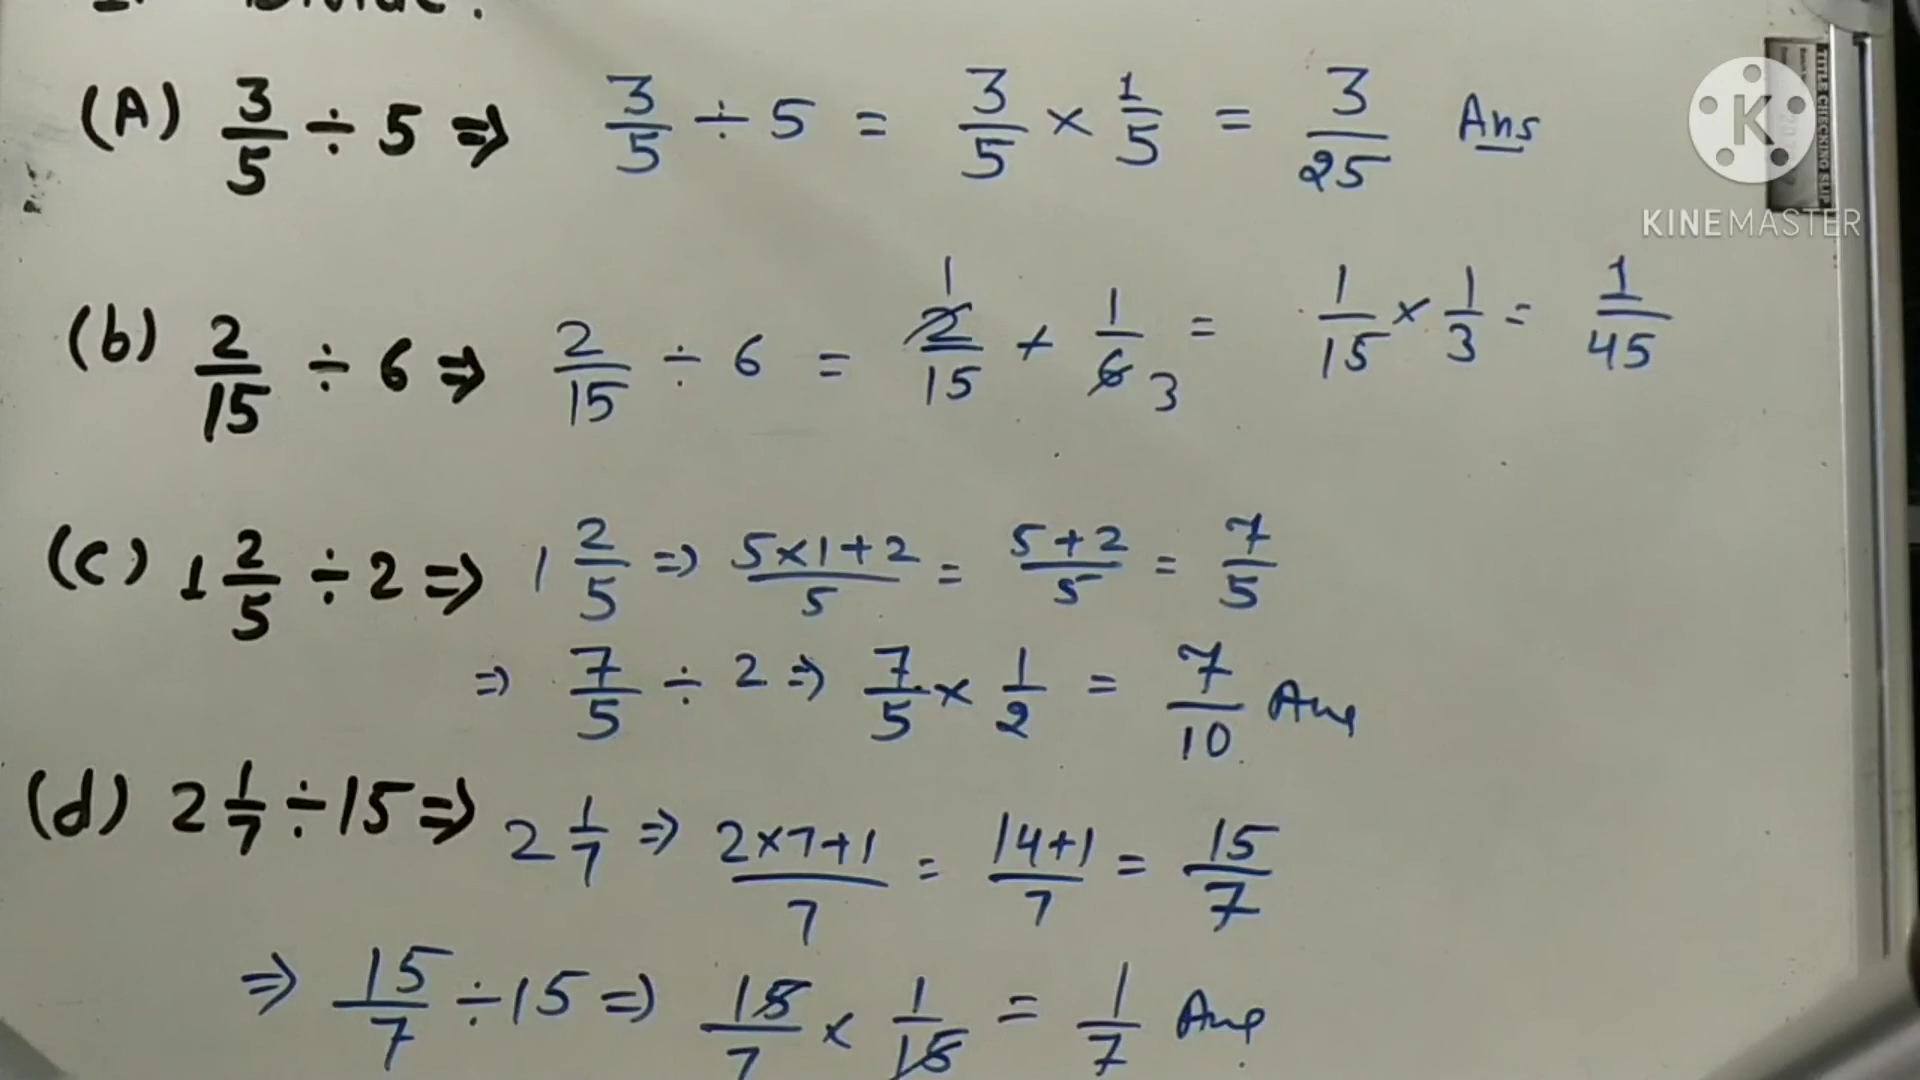 (A) 3/5 ÷ 5 ⇒ 3/5 ÷ 5 = 3/5 × 1/5 = 3/25 Ans
KINEMASTER
(b) 2/15 ÷ 6 ⇒ 2/15 ÷ 6 = 2/15 × 1/6 = 1/15 × 1/3 = 1/45
1 3
(c) 1 2/5 ÷ 2 ⇒ 1 2/5 ⇒ 5×1+2/5 = 5+2/5 = 7/5
⇒ 7/5 ÷ 2 ⇒ 7/5 × 1/2 = 7/10 Ans
(d) 2 1/7 ÷ 15 ⇒ 2 1/7 ⇒ 2×7+1/7 = 14+1/7 = 15/7
⇒ 15/7 ÷ 15 ⇒ 15/7 × 1/15 = 1/7 Ans
TITLE CHECKING SLIP